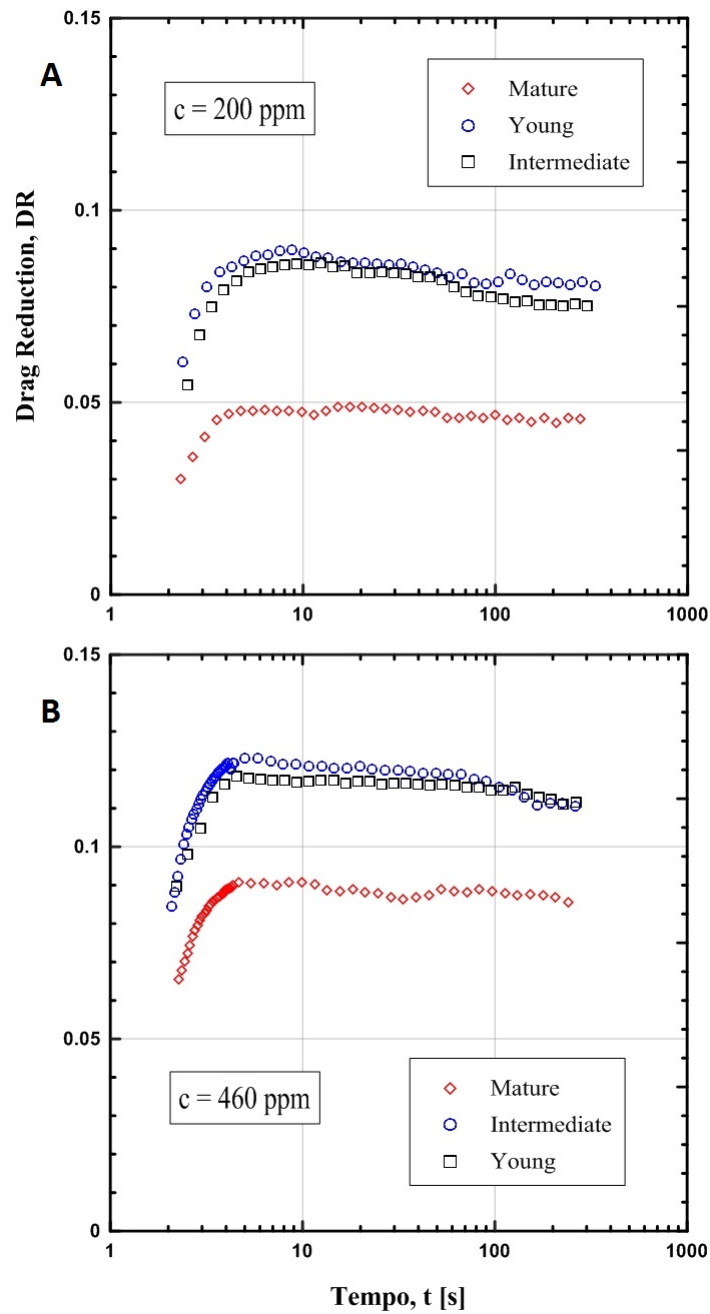 0.15
A
c = 200 ppm
Mature
Young
Intermediate
0.1
Drag Reduction, DR
0.05
0
1 10 100 1000
0.15
B
0.1
0.05
c = 460 ppm
Mature
Intermediate
Young
0
1 10 100 1000
Tempo, t [s]